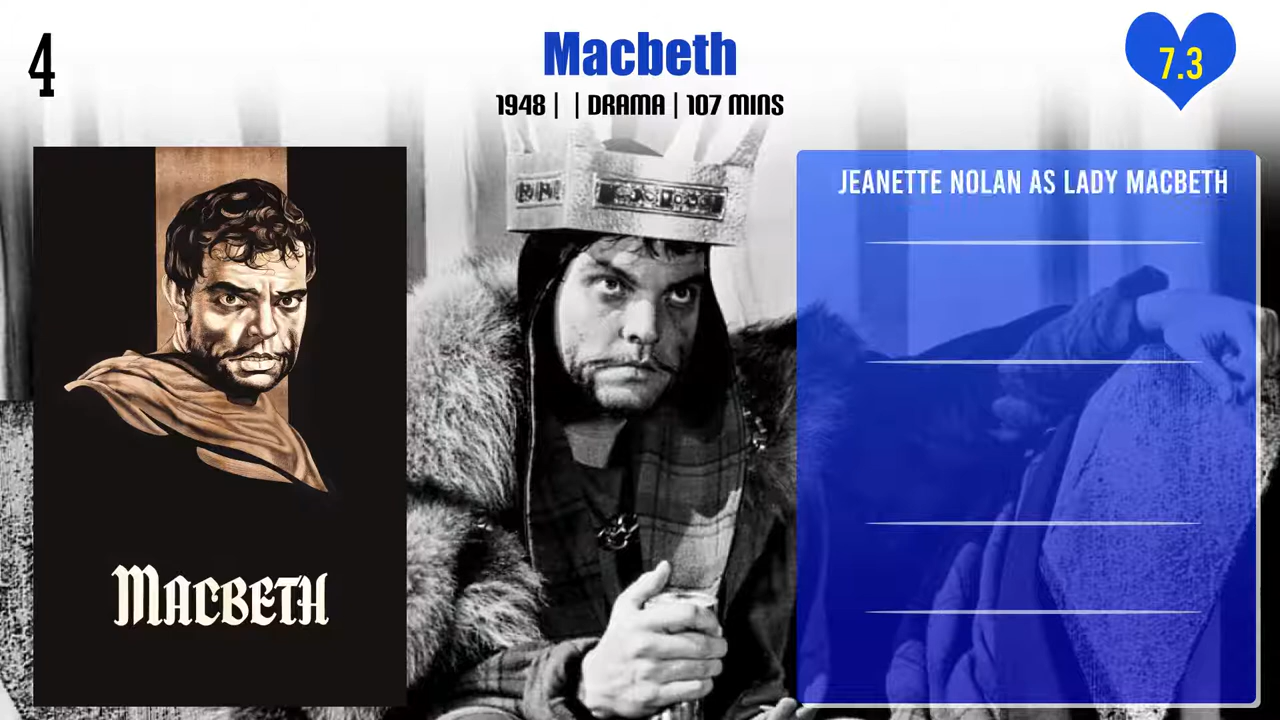 4
Macbeth
1948 | | DRAMA | 107 MINS
7.3
JEANETTE NOLAN AS LADY MACBETH
MACBETH